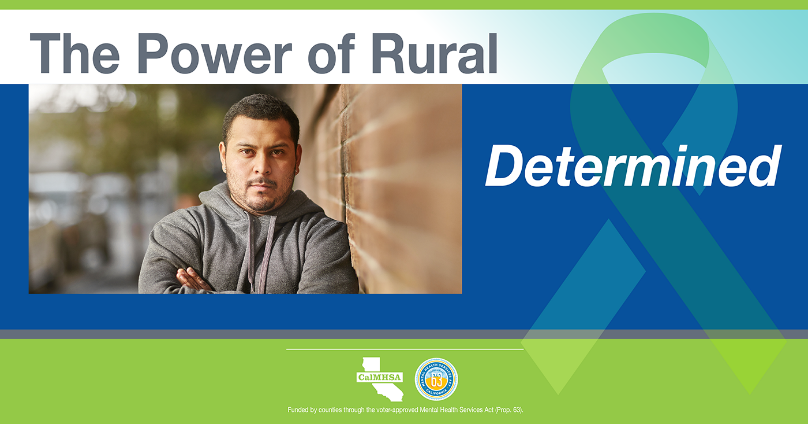 The Power of Rural
Determined
CalMHSA
Funded by counties through the voter-approved Mental Health Services Act (Prop. 63).